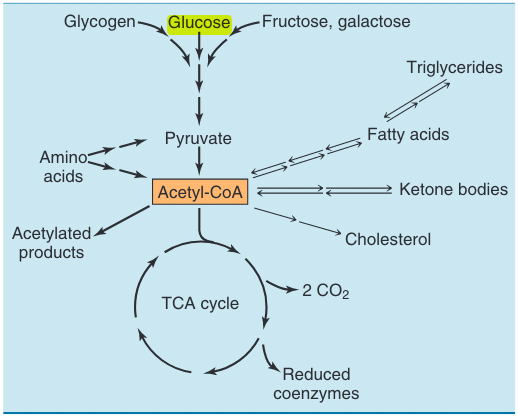 Glycogen
Glucose
Fructose, galactose
Triglycerides
Pyruvate
Fatty acids
Amino
acids
Acetyl-CoA
Ketone bodies
Acetylated
products
Cholesterol
TCA cycle
2 CO₂
Reduced
coenzymes